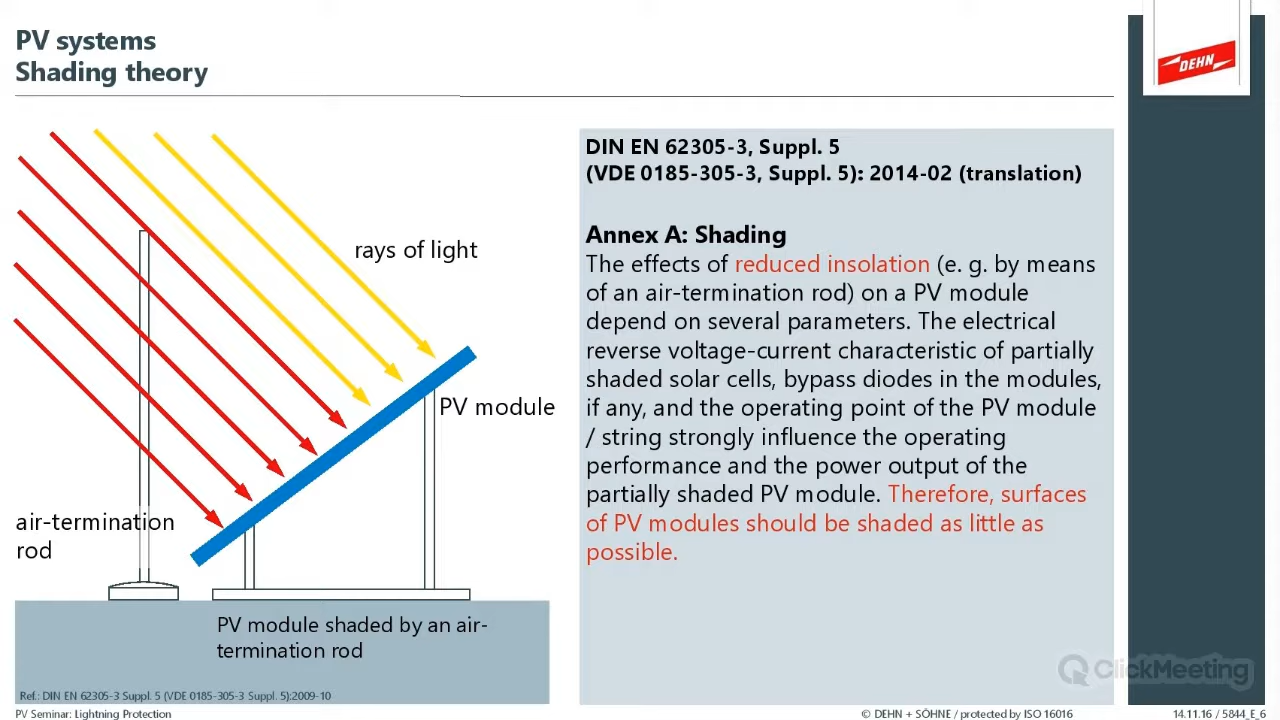 PV systems
Shading theory
DEHN
rays of light
PV module
air-termination
rod
PV module shaded by an air-
termination rod
Ref.: DIN EN 62305-3 Suppl. 5 (VDE 0185-305-3 Suppl. 5):2009-10
DIN EN 62305-3, Suppl. 5
(VDE 0185-305-3, Suppl. 5): 2014-02 (translation)
Annex A: Shading
The effects of reduced insolation (e. g. by means
of an air-termination rod) on a PV module
depend on several parameters. The electrical
reverse voltage-current characteristic of partially
shaded solar cells, bypass diodes in the modules,
if any, and the operating point of the PV module
/ string strongly influence the operating
performance and the power output of the
partially shaded PV module. Therefore, surfaces
of PV modules should be shaded as little as
possible.
ClickMeeting
PV Seminar: Lightning Protection
© DEHN + SÖHNE / protected by ISO 16016
14.11.16 / 5844_E_6